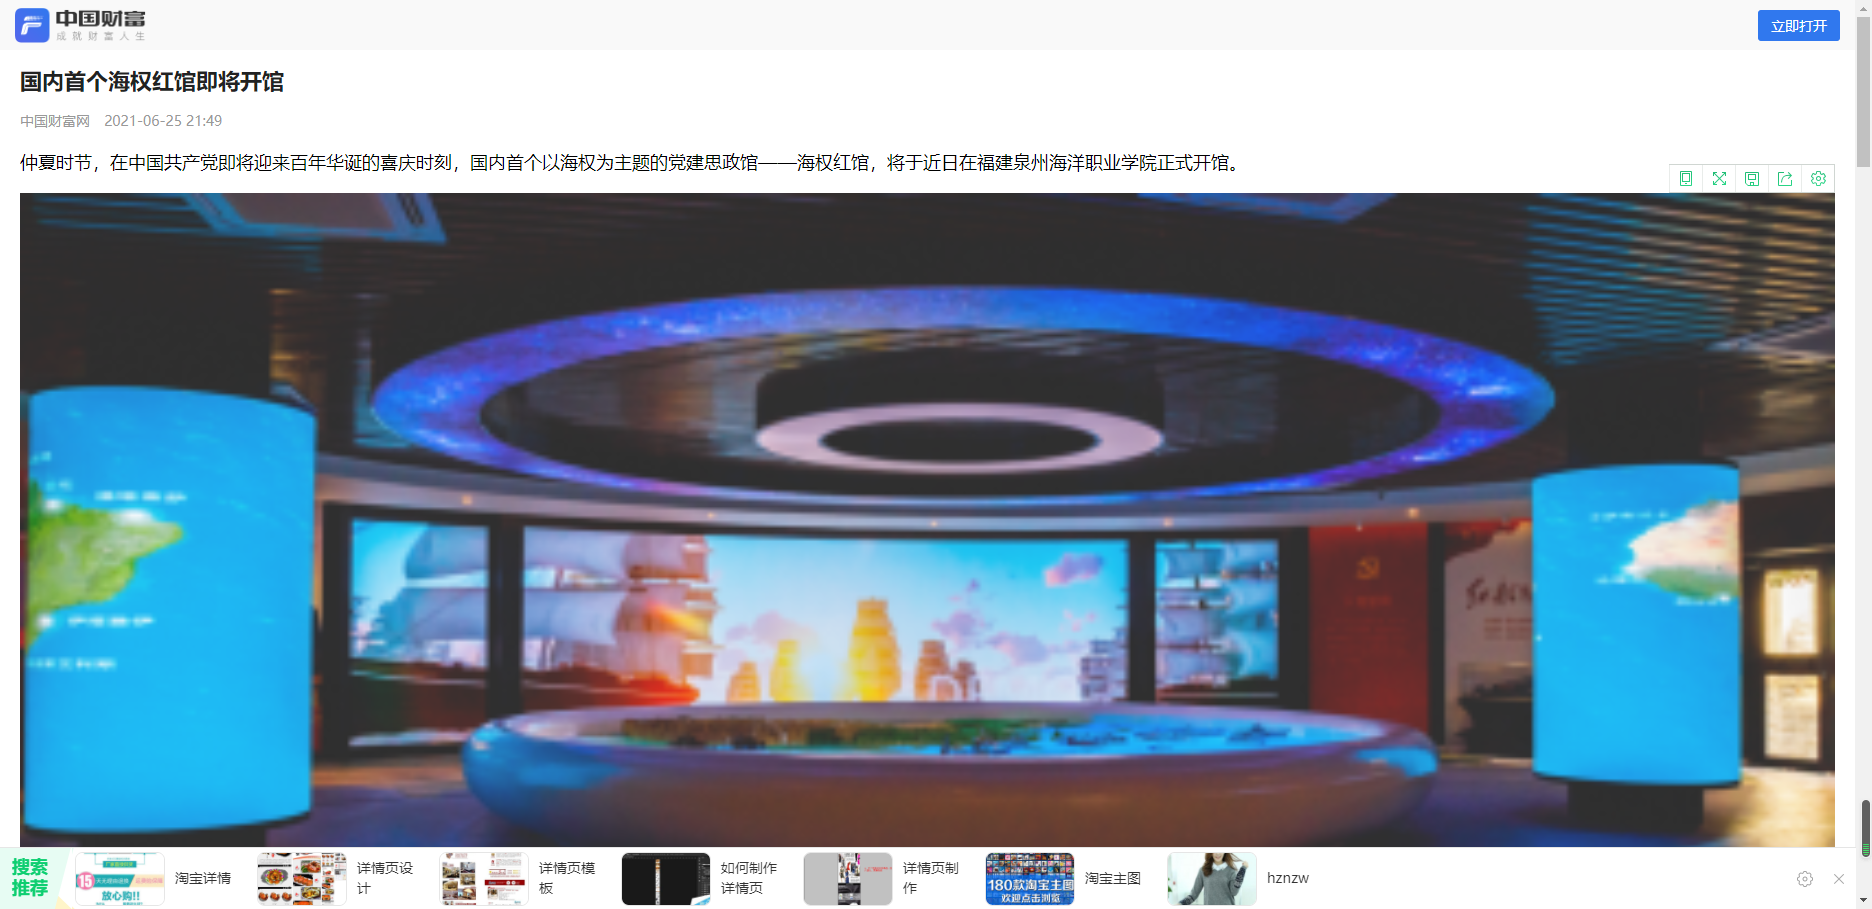 中国财富
成就财富人生
立即打开
国内首个海权红馆即将开馆
中国财富网 2021-06-25 21:49
仲夏时节，在中国共产党即将迎来百年华诞的喜庆时刻，国内首个以海权为主题的党建思政馆——海权红馆，将于近日在福建泉州海洋职业学院正式开馆。
搜索
推荐
15
放心购!!
淘宝详情
详情页设
计
详情页模
板
如何制作
详情页
详情页制
作
180款淘宝主图
欢迎点击浏览
淘宝主图
hznzw